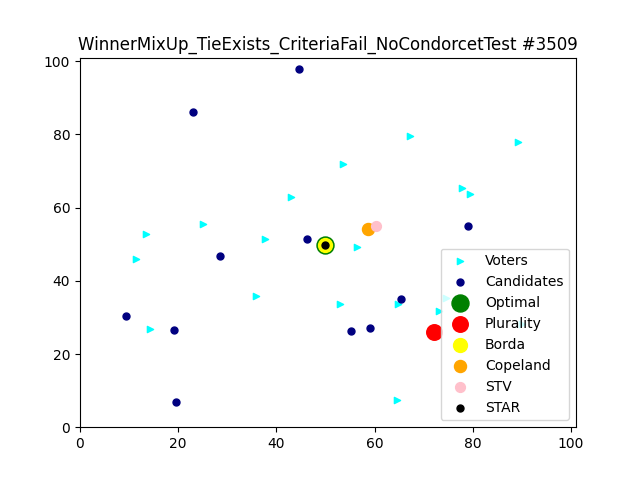 WinnerMixUp_TieExists_CriteriaFail_NoCondorcetTest #3509
100
80
60
40
20
0
0 20 40 60 80 100
Voters
Candidates
Optimal
Plurality
Borda
Copeland
STV
STAR